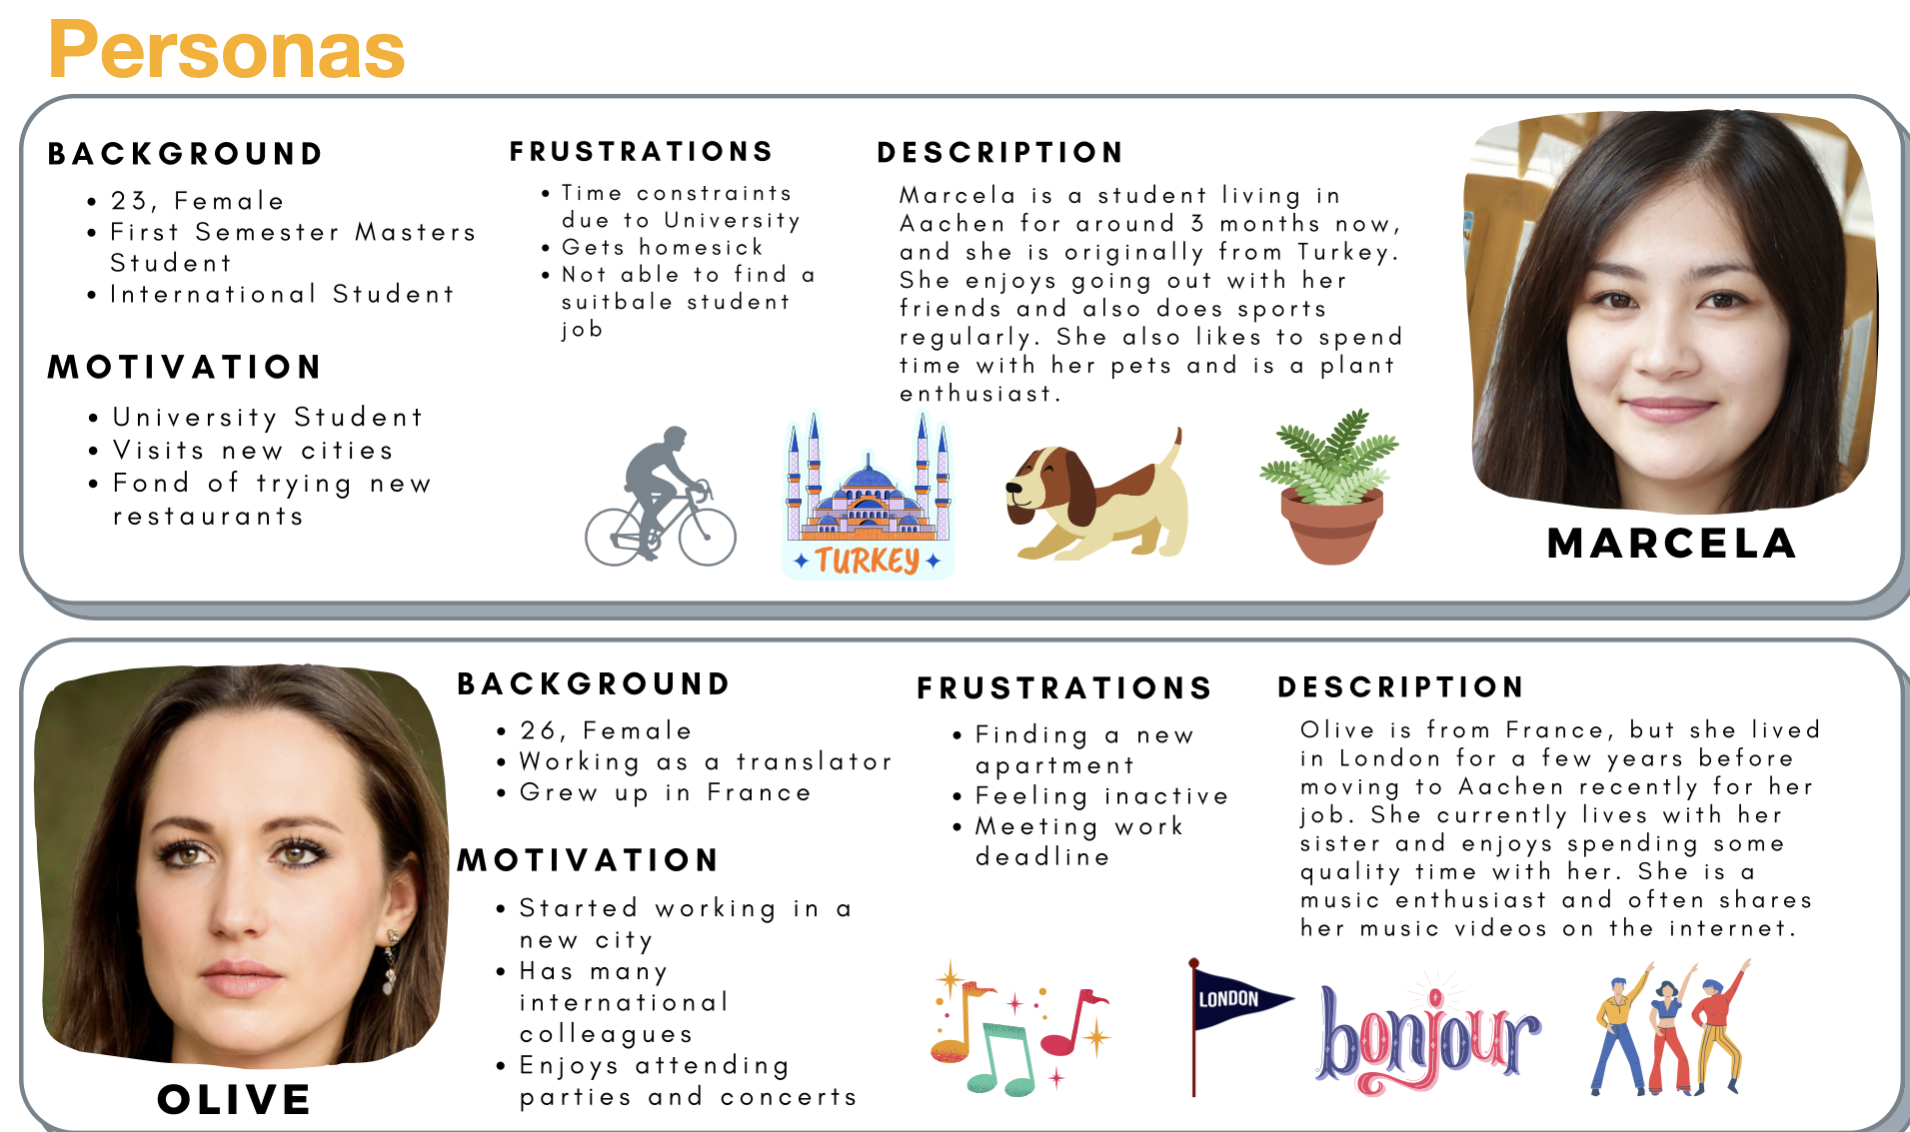 Personas
BACKGROUND
23, Female
First Semester Masters
Student
International Student
MOTIVATION
University Student
Visits new cities
Fond of trying new
restaurants
FRUSTRATIONS
Time constraints
due to University
Gets homesick
Not able to find a
suitbale student
job
DESCRIPTION
Marcela is a student living in
Aachen for around 3 months now,
and she is originally from Turkey.
She enjoys going out with her
friends and also does sports
regularly. She also likes to spend
time with her pets and is a plant
enthusiast.
TURKEY
MARCELA
OLIVE
BACKGROUND
26, Female
Working as a translator
Grew up in France
MOTIVATION
Started working in a
new city
Has many
international
colleagues
Enjoys attending
parties and concerts
FRUSTRATIONS
Finding a new
apartment
Feeling inactive
Meeting work
deadline
DESCRIPTION
Olive is from France, but she lived
in London for a few years before
moving to Aachen recently for her
job. She currently lives with her
sister and enjoys spending some
quality time with her. She is a
music enthusiast and often shares
her music videos on the internet.
LONDON
bonjour